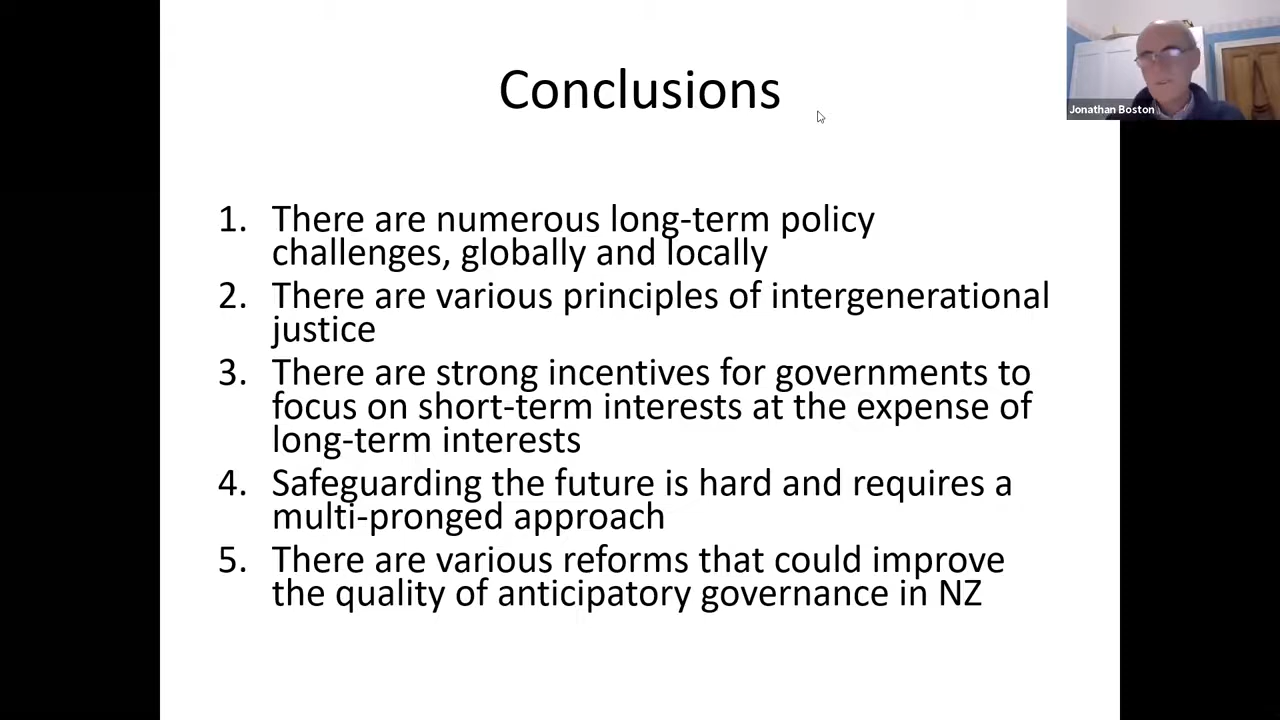 Conclusions
Jonathan Boston
1. There are numerous long-term policy
challenges, globally and locally
2. There are various principles of intergenerational
justice
3. There are strong incentives for governments to
focus on short-term interests at the expense of
long-term interests
4. Safeguarding the future is hard and requires a
multi-pronged approach
5. There are various reforms that could improve
the quality of anticipatory governance in NZ